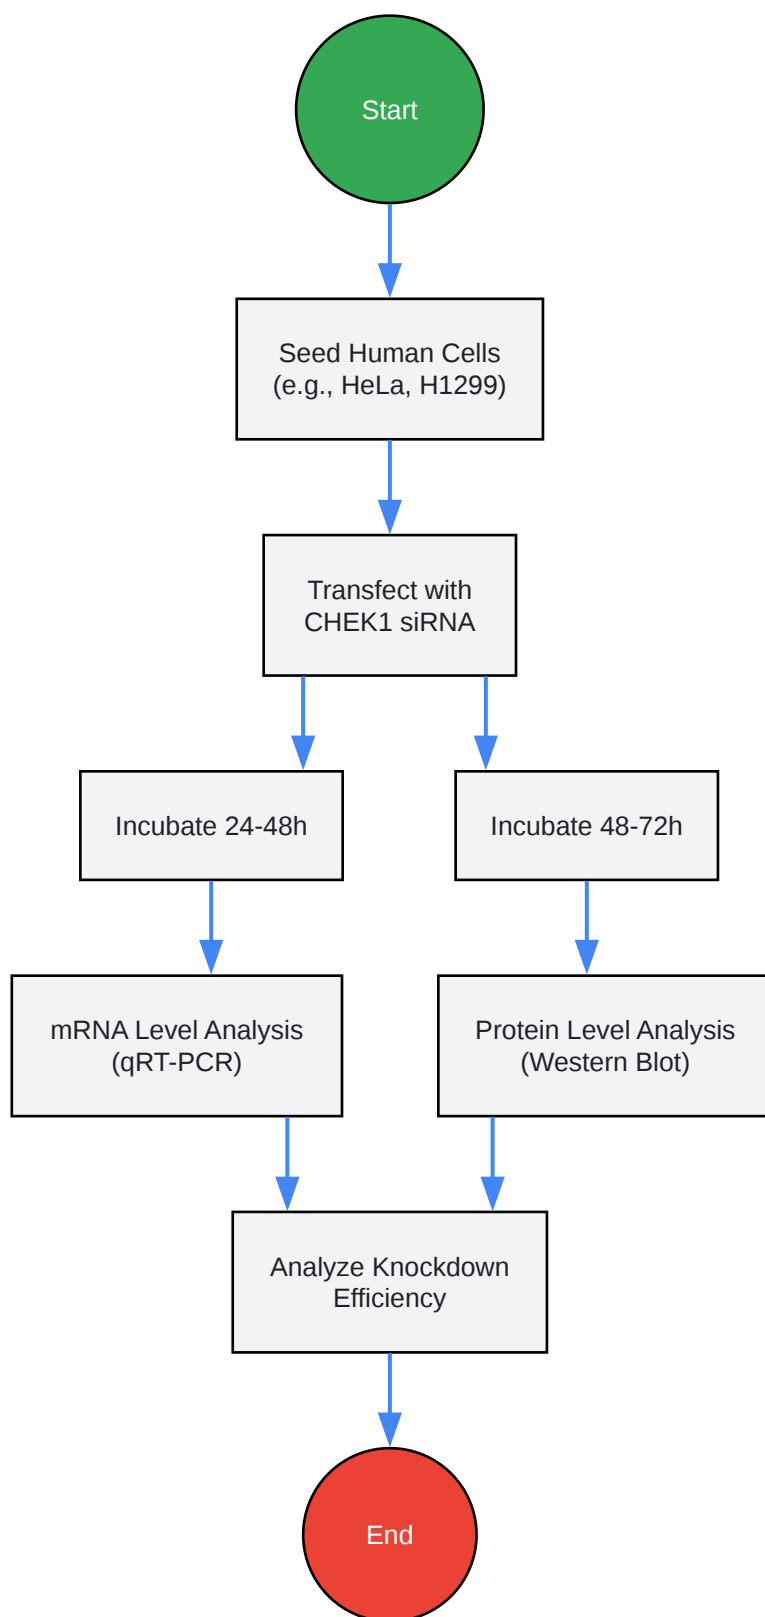 Start
Seed Human Cells
(e.g., HeLa, H1299)
Transfect with
CHEK1 siRNA
Incubate 24-48h
Incubate 48-72h
mRNA Level Analysis
(qRT-PCR)
Protein Level Analysis
(Western Blot)
Analyze Knockdown
Efficiency
End